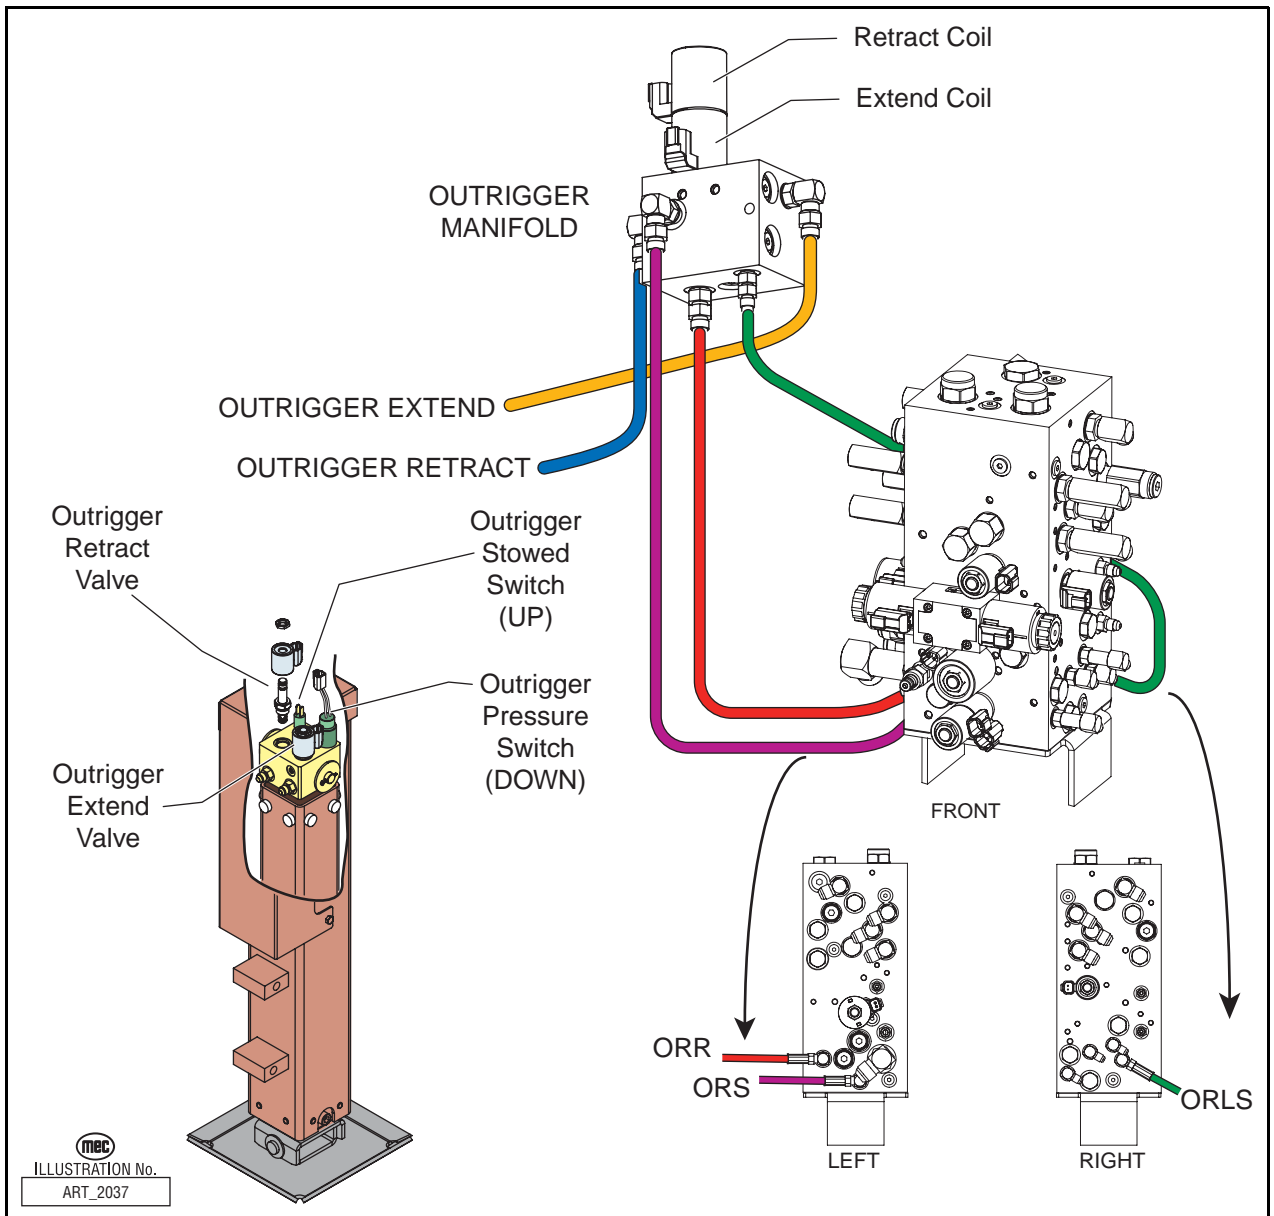 Retract Coil
Extend Coil
OUTRIGGER
MANIFOLD
OUTRIGGER EXTEND
OUTRIGGER RETRACT
Outrigger
Retract
Valve
Outrigger
Stowed
Switch
(UP)
Outrigger
Pressure
Switch
(DOWN)
Outrigger
Extend
Valve
FRONT
ORR
ORS
ORLS
LEFT
RIGHT
mec
ILLUSTRATION No.
ART_2037